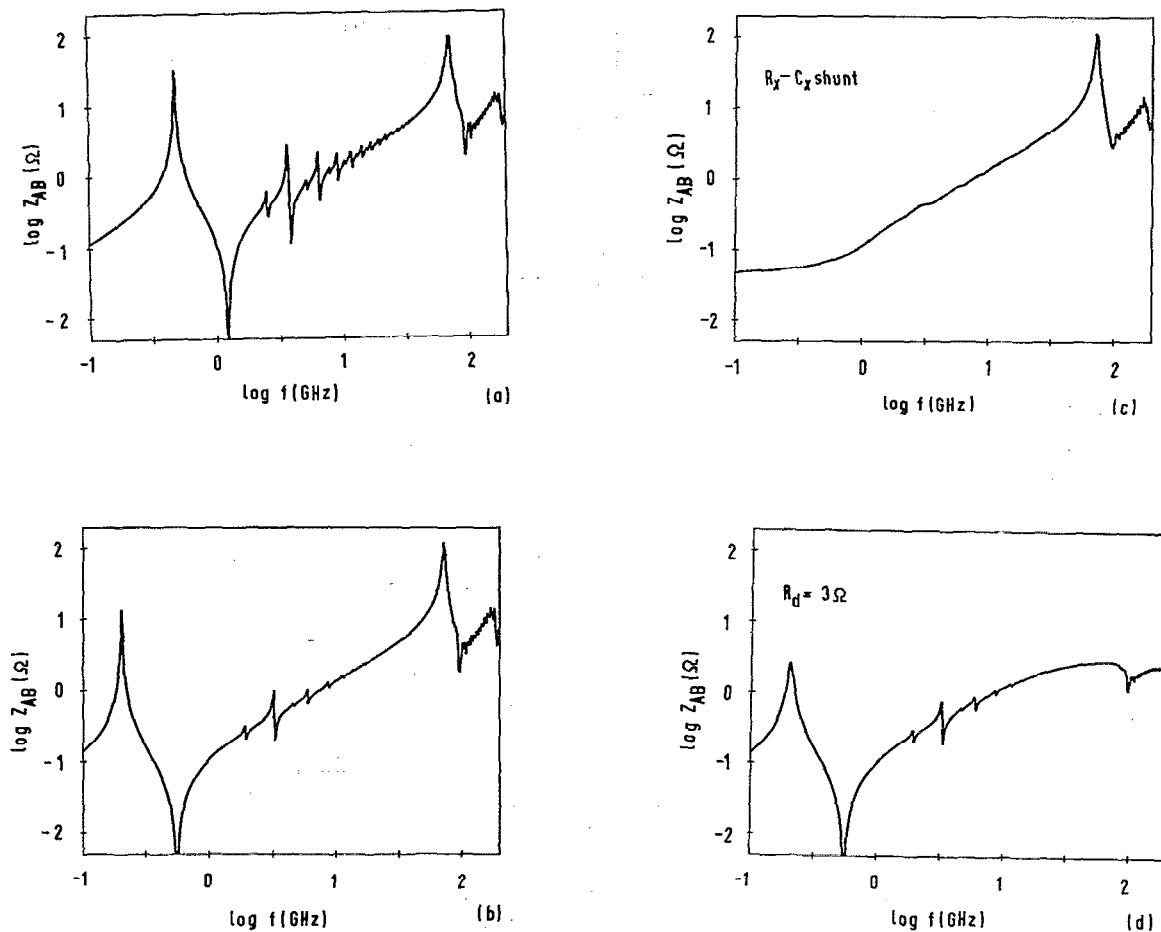 2
1
0
-1
-2
log Z_AB (Ω)
-1
0
1
2
log f(GHz)
(a)
2
1
0
-1
-2
log Z_AB (Ω)
R_x-C_x shunt
-1
0
1
2
log f(GHz)
(c)
2
1
0
-1
-2
log Z_AB (Ω)
-1
0
1
2
log f(GHz)
(b)
2
1
0
-1
-2
log Z_AB (Ω)
R_d = 3Ω
-1
0
1
2
log f(GHz)
(d)